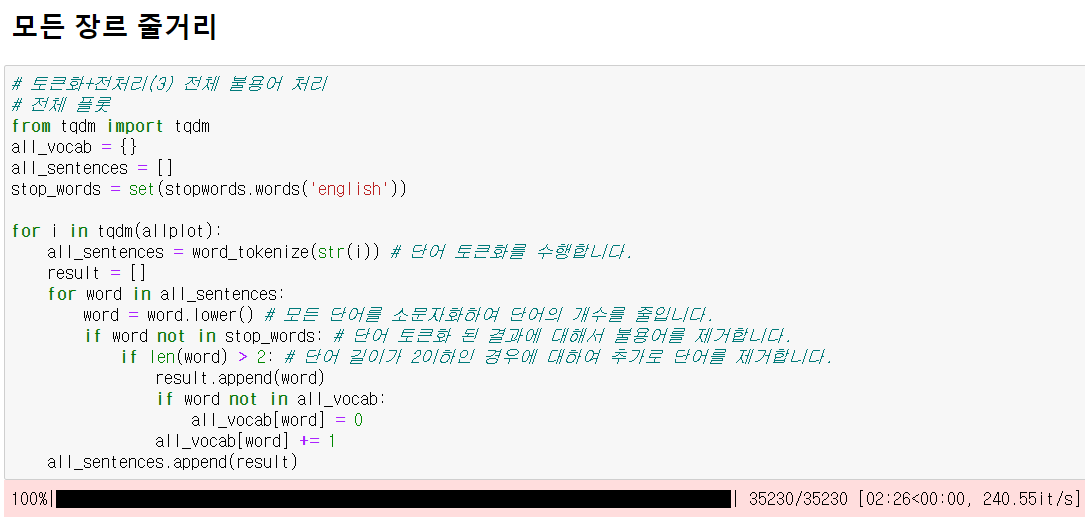 모든 장르 줄거리
# 토큰화+전처리(3) 전체 불용어 처리
# 전체 플롯
from tqdm import tqdm
all_vocab = {}
all_sentences = []
stop_words = set(stopwords.words('english'))

for i in tqdm(allplot):
    all_sentences = word_tokenize(str(i)) # 단어 토큰화를 수행합니다.
    result = []
    for word in all_sentences:
        word = word.lower() # 모든 단어를 소문자화하여 단어의 개수를 줄입니다.
        if word not in stop_words: # 단어 토큰화 된 결과에 대해서 불용어를 제거합니다.
            if len(word) > 2: # 단어 길이가 2이하인 경우에 대하여 추가로 단어를 제거합니다.
                result.append(word)
                if word not in all_vocab:
                    all_vocab[word] = 0
                all_vocab[word] += 1
    all_sentences.append(result)
100%| | 35230/35230 [02:26<00:00, 240.55it/s]